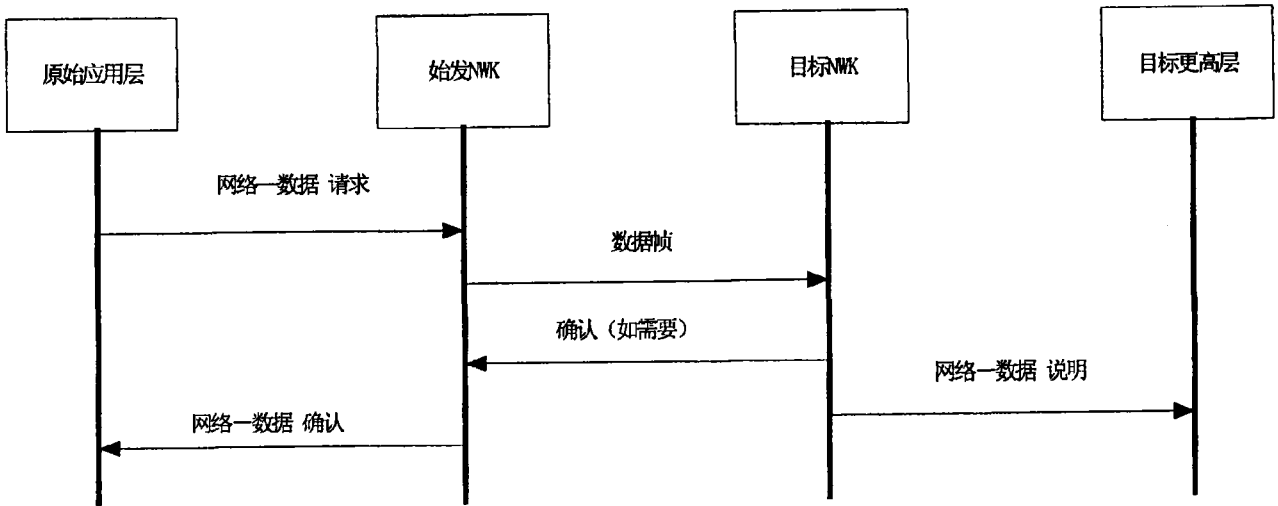 原始应用层
始发NWK
目标NWK
目标更高层
网络一数据 请求
数据帧
确认（如需要）
网络一数据 说明
网络一数据 确认